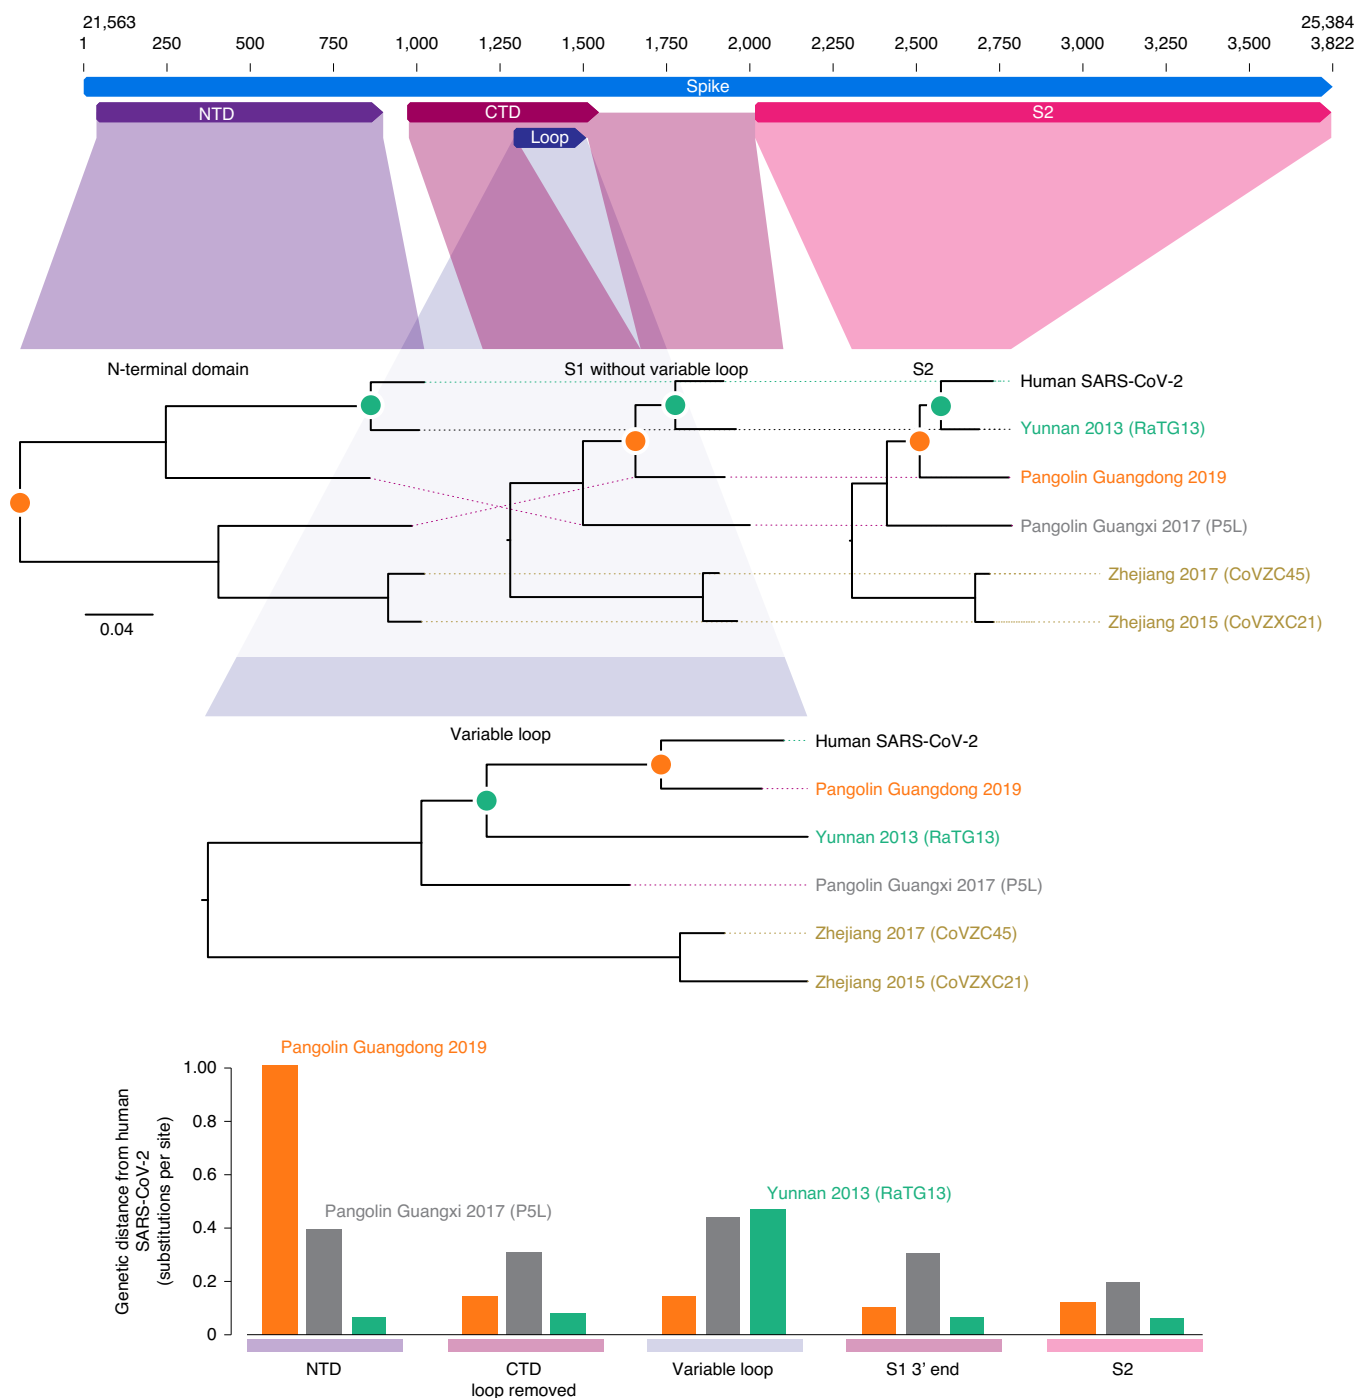 21,563 25,384
1 250 500 750 1,000 1,250 1,500 1,750 2,000 2,250 2,500 2,750 3,000 3,250 3,500 3,822
Spike
NTD CTD S2
Loop
N-terminal domain S1 without variable loop S2
Human SARS-CoV-2
Yunnan 2013 (RaTG13)
Pangolin Guangdong 2019
Pangolin Guangxi 2017 (P5L)
Zhejiang 2017 (CoVZC45)
Zhejiang 2015 (CoVZXC21)
0.04
Variable loop
Human SARS-CoV-2
Pangolin Guangdong 2019
Yunnan 2013 (RaTG13)
Pangolin Guangxi 2017 (P5L)
Zhejiang 2017 (CoVZC45)
Zhejiang 2015 (CoVZXC21)
Genetic distance from human
SARS-CoV-2
(substitutions per site)
1.00
0.8
0.6
0.4
0.2
0
Pangolin Guangdong 2019
Pangolin Guangxi 2017 (P5L)
Yunnan 2013 (RaTG13)
NTD CTD Variable loop S1 3' end S2
loop removed